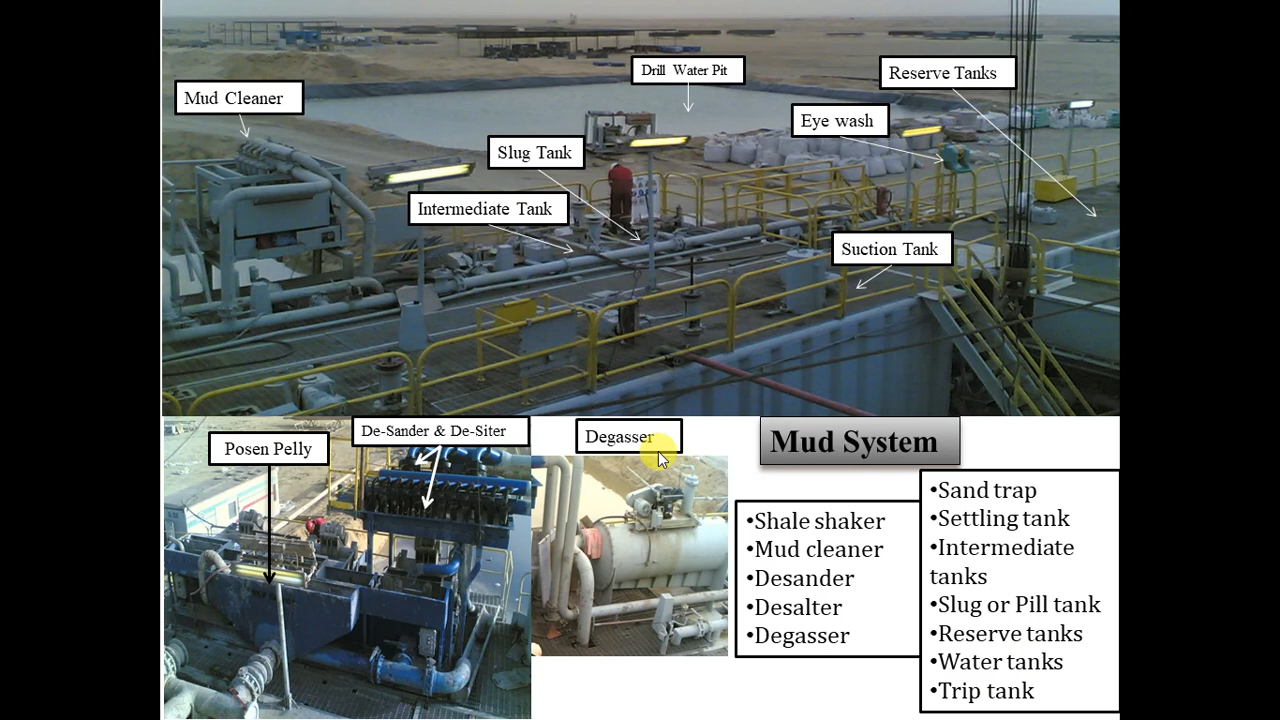 Drill Water Pit
Reserve Tanks
Mud Cleaner
Eye wash
Slug Tank
Intermediate Tank
Suction Tank
De-Sander & De-Siter
Posen Pelly
Degasser
Mud System
•Shale shaker
•Mud cleaner
•Desander
•Desalter
•Degasser
•Sand trap
•Settling tank
•Intermediate
tanks
•Slug or Pill tank
•Reserve tanks
•Water tanks
•Trip tank